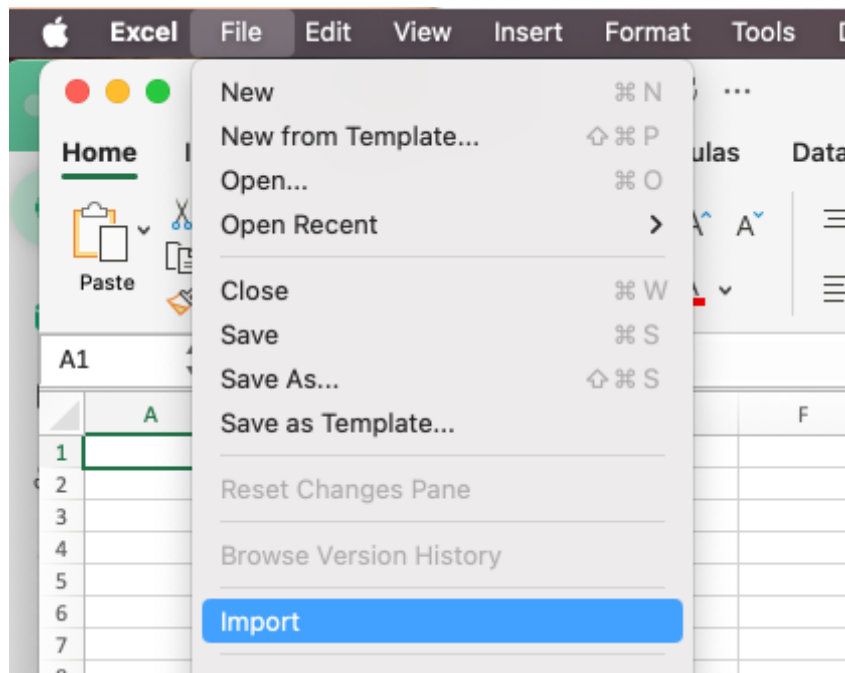 Excel File Edit View Insert Format Tools
New ⌘ N
New from Template... ⇧ ⌘ P
Open... ⌘ O
Open Recent >
Close ⌘ W
Save ⌘ S
Save As... ⇧ ⌘ S
Save as Template...
Reset Changes Pane
Browse Version History
Import
Home
ulas Data
Paste
A1
A F
1
2
3
4
5
6
7